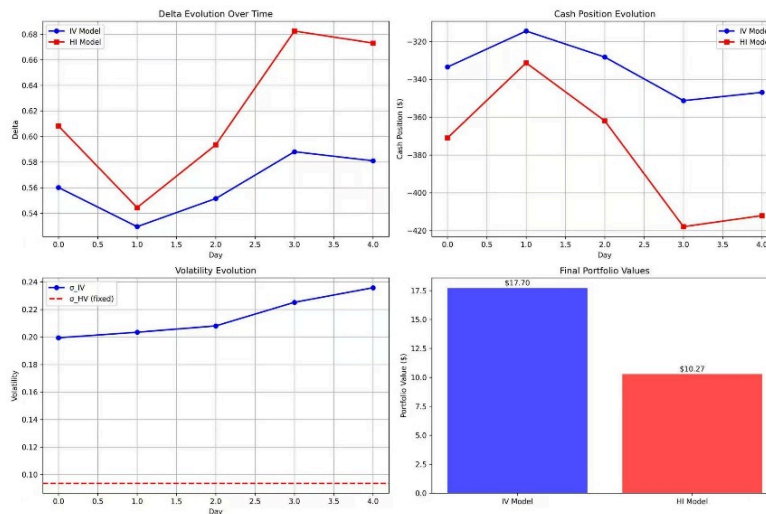 Delta Evolution Over Time
IV Model
HI Model
0.68
0.66
0.64
0.62
0.60
0.58
0.56
0.54
Delta
0.0 0.5 1.0 1.5 2.0 2.5 3.0 3.5 4.0
Day
Cash Position Evolution
IV Model
HI Model
−320
−340
−360
−380
−400
−420
Cash Position ($)
0.0 0.5 1.0 1.5 2.0 2.5 3.0 3.5 4.0
Day
Volatility Evolution
σ_IV
σ_HV (fixed)
0.24
0.22
0.20
0.18
0.16
0.14
0.12
0.10
Volatility
0.0 0.5 1.0 1.5 2.0 2.5 3.0 3.5 4.0
Day
Final Portfolio Values
$17.70
$10.27
17.5
15.0
12.5
10.0
7.5
5.0
2.5
0.0
Portfolio Value ($)
IV Model HI Model